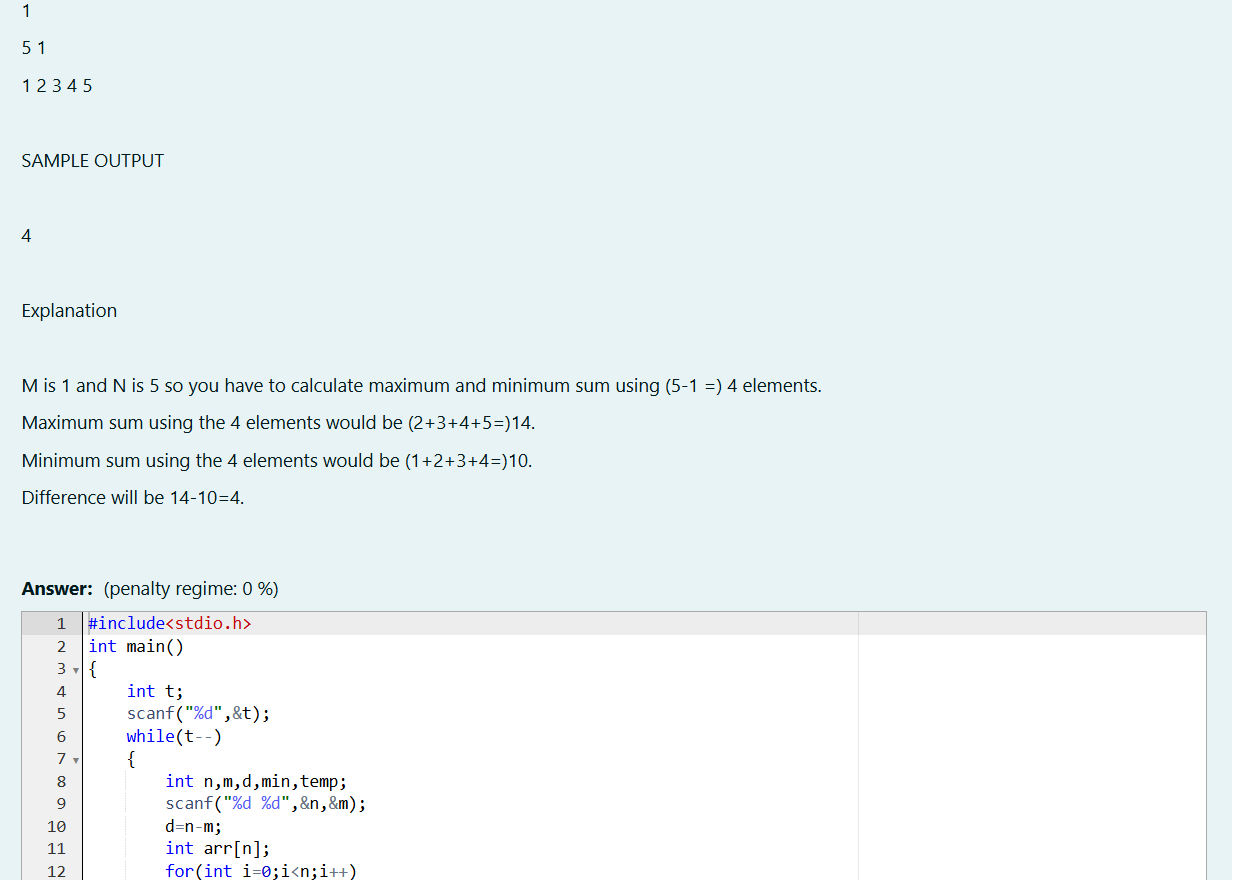 1
5 1
1 2 3 4 5
SAMPLE OUTPUT
4
Explanation
M is 1 and N is 5 so you have to calculate maximum and minimum sum using (5-1 =) 4 elements.
Maximum sum using the 4 elements would be (2+3+4+5=)14.
Minimum sum using the 4 elements would be (1+2+3+4=)10.
Difference will be 14-10=4.
Answer: (penalty regime: 0 %)
1 #include<stdio.h>
2 int main()
3 {
4 int t;
5 scanf("%d",&t);
6 while(t--)
7 {
8 int n,m,d,min,temp;
9 scanf("%d %d",&n,&m);
10 d=n-m;
11 int arr[n];
12 for(int i=0;i<n;i++)